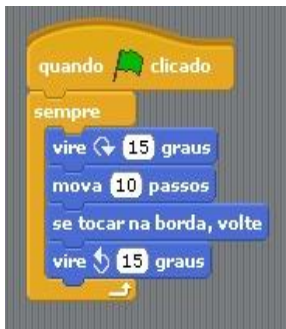 quando clicado
sempre
vire 15 graus
mova 10 passos
se tocar na borda, volte
vire 15 graus